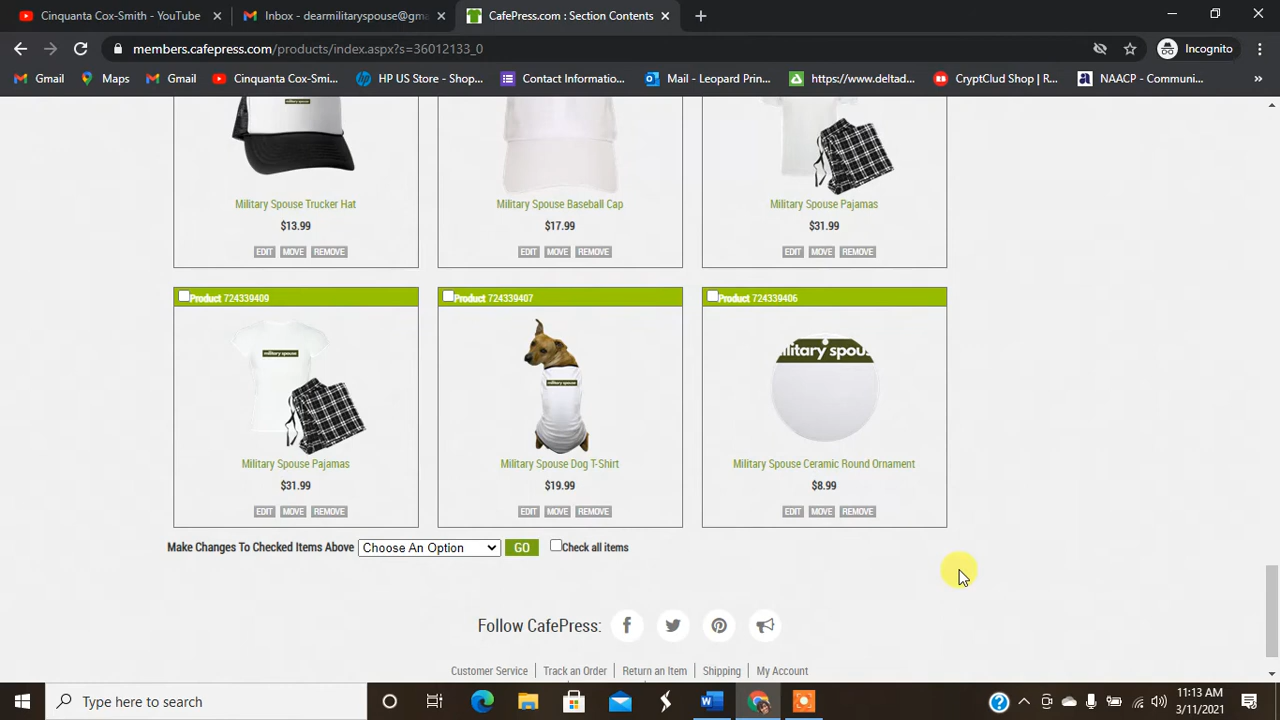 Cinquanta Cox-Smith - YouTube
Inbox - dearmilitaryspouse@gm
CafePress.com : Section Contents
members.cafepress.com/products/index.aspx?s=36012133_0
Incognito
Gmail
Maps
Gmail
Cinquanta Cox-Smi...
HP US Store - Shop...
Contact Informatio...
Mail - Leonard Prin...
https://www.deltad...
CryptClud Shop | R...
NAACP - Communi...
»
Military Spouse Trucker Hat
Military Spouse Baseball Cap
Military Spouse Pajamas
$13.99
$17.99
$31.99
EDIT MOVE REMOVE
EDIT MOVE REMOVE
EDIT MOVE REMOVE
Product 724339409
Product 724339407
Product 724339406
military spouse
military spouse
ilitary spous
Military Spouse Pajamas
Military Spouse Dog T-Shirt
Military Spouse Ceramic Round Ornament
$31.99
$19.99
$8.99
EDIT MOVE REMOVE
EDIT MOVE REMOVE
EDIT MOVE REMOVE
Make Changes To Checked Items Above Choose An Option GO Check all items
Follow CafePress:
Customer Service | Track an Order | Return an Item | Shipping | My Account
Type here to search
11:13 AM
3/11/2021